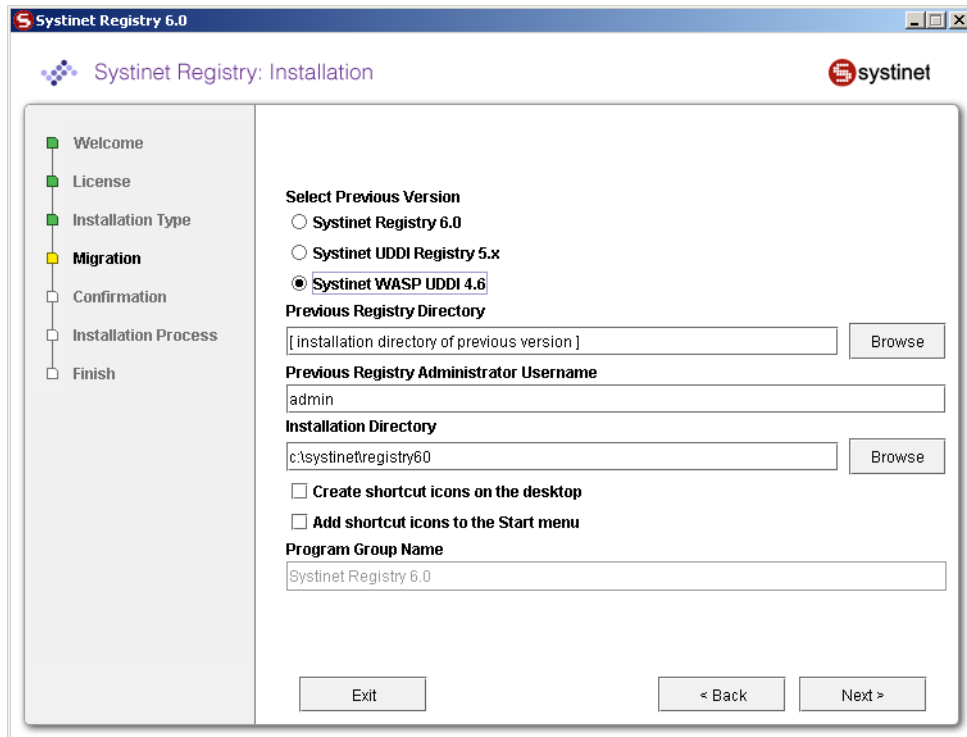 Systinet Registry 6.0
Systinet Registry: Installation
systinet
Welcome
License
Installation Type
Migration
Confirmation
Installation Process
Finish
Select Previous Version
Systinet Registry 6.0
Systinet UDDI Registry 5.x
Systinet WASP UDDI 4.6
Previous Registry Directory
[ installation directory of previous version ]
Browse
Previous Registry Administrator Username
admin
Installation Directory
c:\systinet\registry60
Browse
Create shortcut icons on the desktop
Add shortcut icons to the Start menu
Program Group Name
Systinet Registry 6.0
Exit
< Back
Next >